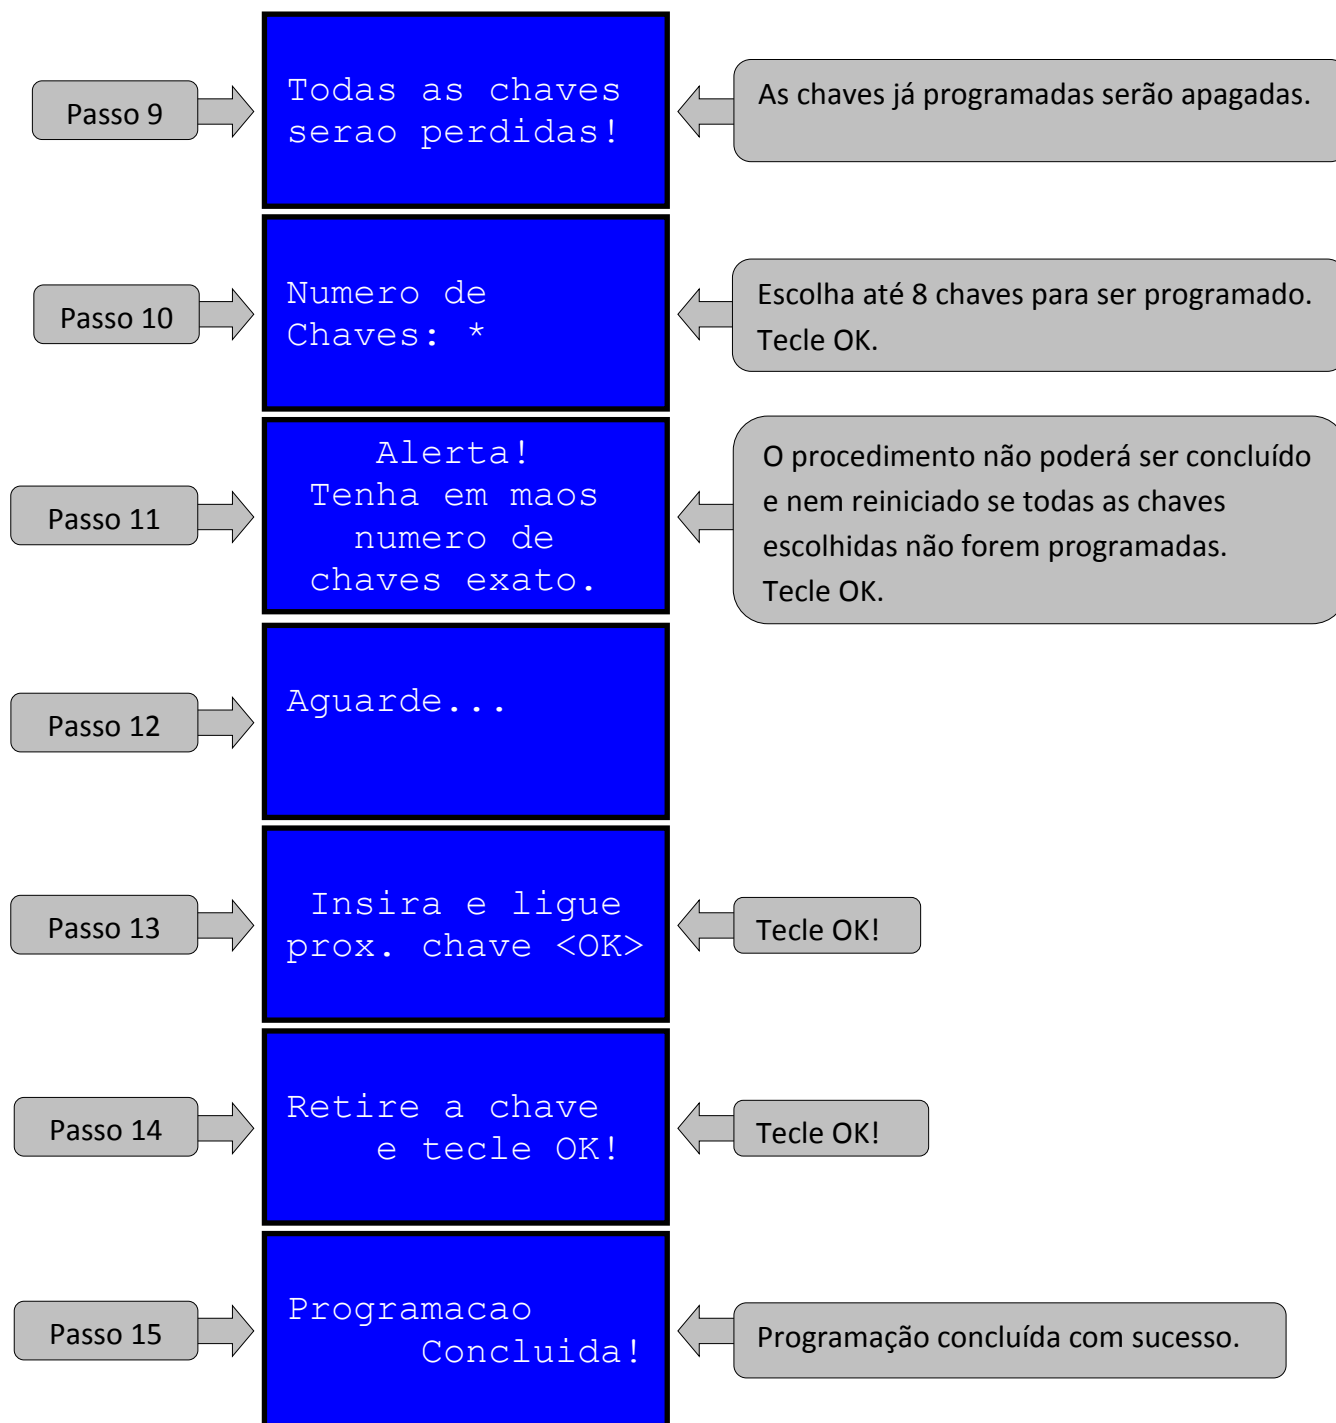 Passo 9
Todas as chaves
serao perdidas!
As chaves já programadas serão apagadas.
Passo 10
Numero de
Chaves: *
Escolha até 8 chaves para ser programado.
Tecle OK.
Passo 11
Alerta!
Tenha em maos
numero de
chaves exato.
O procedimento não poderá ser concluído
e nem reiniciado se todas as chaves
escolhidas não forem programadas.
Tecle OK.
Passo 12
Aguarde...
Passo 13
Insira e ligue
prox. chave <OK>
Tecle OK!
Passo 14
Retire a chave
e tecle OK!
Tecle OK!
Passo 15
Programacao
Concluida!
Programação concluída com sucesso.